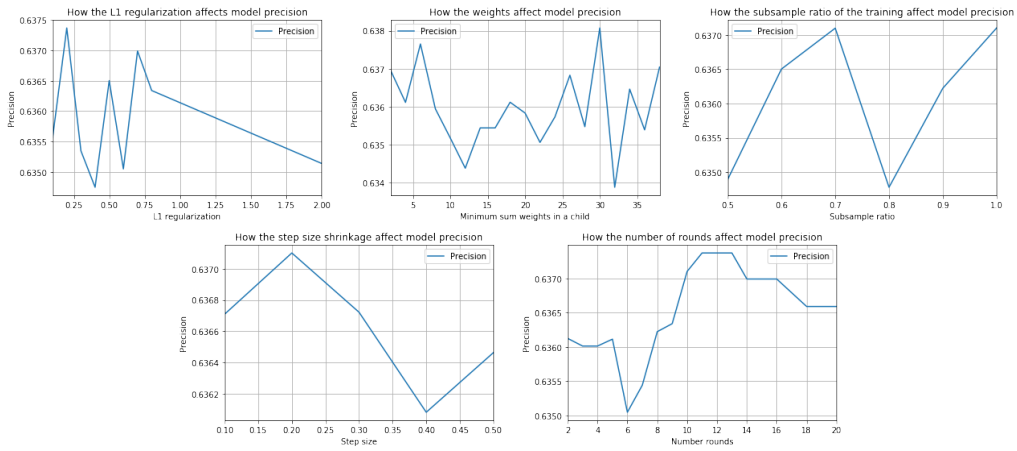 How the L1 regularization affects model precision
Precision
0.6375
0.6370
0.6365
0.6360
0.6355
0.6350
Precision
0.25 0.50 0.75 1.00 1.25 1.50 1.75 2.00
L1 regularization
How the weights affect model precision
Precision
0.638
0.637
0.636
0.635
0.634
Precision
5 10 15 20 25 30 35
Minimum sum weights in a child
How the subsample ratio of the training affect model precision
Precision
0.6370
0.6365
0.6360
0.6355
0.6350
Precision
0.5 0.6 0.7 0.8 0.9 1.0
Subsample ratio
How the step size shrinkage affect model precision
Precision
0.6370
0.6368
0.6366
0.6364
0.6362
Precision
0.10 0.15 0.20 0.25 0.30 0.35 0.40 0.45 0.50
Step size
How the number of rounds affect model precision
Precision
0.6370
0.6365
0.6360
0.6355
0.6350
Precision
2 4 6 8 10 12 14 16 18 20
Number rounds